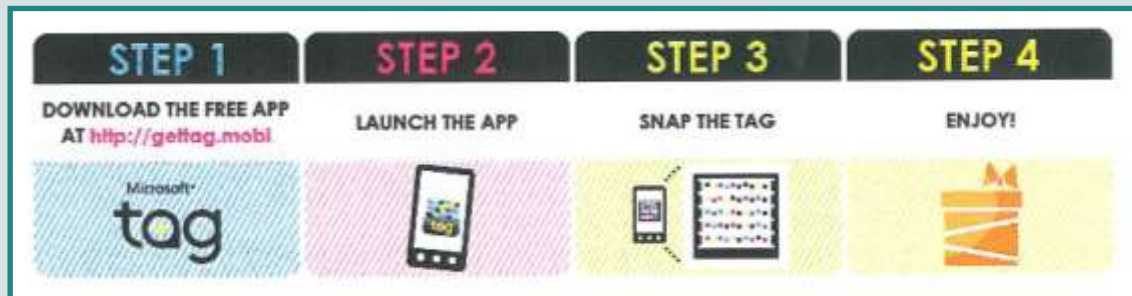 STEP 1
DOWNLOAD THE FREE APP
AT http://gettag.mobi
Microsoft
tag
STEP 2
LAUNCH THE APP
tag
STEP 3
SNAP THE TAG
STEP 4
ENJOY!